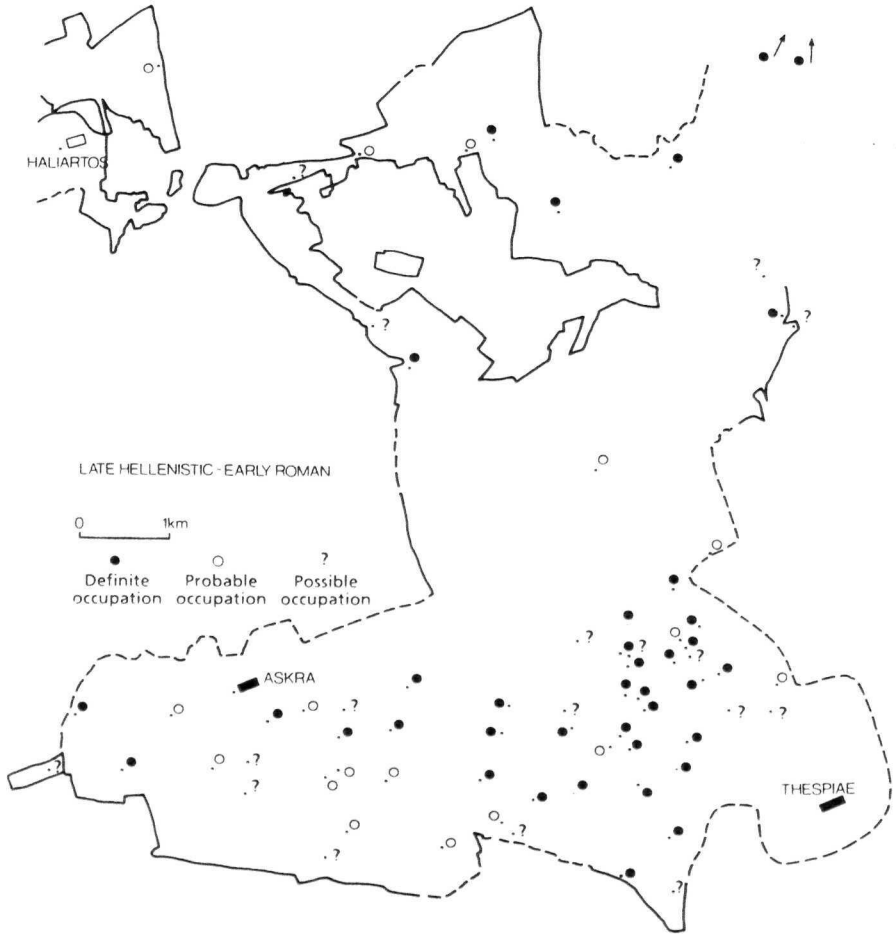 HALIARTOS
LATE HELLENISTIC - EARLY ROMAN
0 1km
Definite occupation
Probable occupation
? Possible occupation
ASKRA
THESPIAE